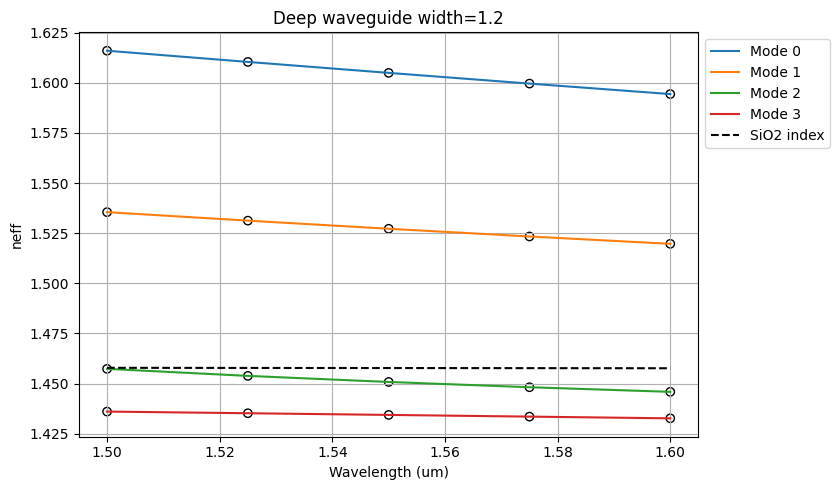 Deep waveguide width=1.2
1.625
1.600
1.575
1.550
1.525
1.500
1.475
1.450
1.425
neff
1.50 1.52 1.54 1.56 1.58 1.60
Wavelength (um)
Mode 0
Mode 1
Mode 2
Mode 3
SiO2 index